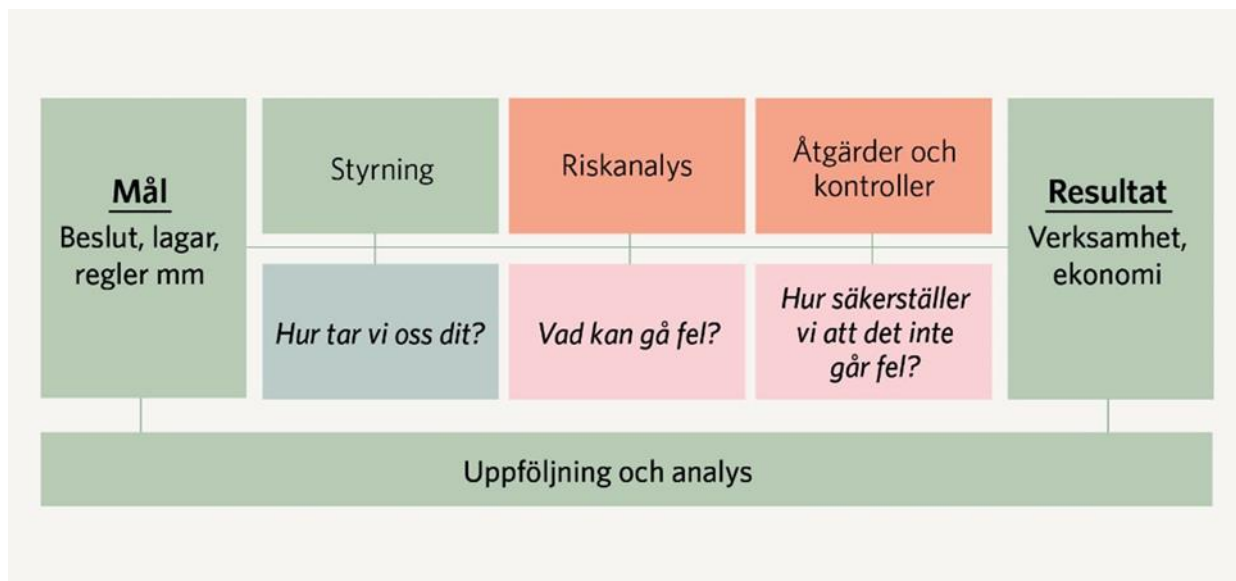 Mål
Beslut, lagar,
regler mm
Styrning
Hur tar vi oss dit?
Riskanalys
Vad kan gå fel?
Åtgärder och
kontroller
Hur säkerställer
vi att det inte
går fel?
Resultat
Verksamhet,
ekonomi
Uppföljning och analys